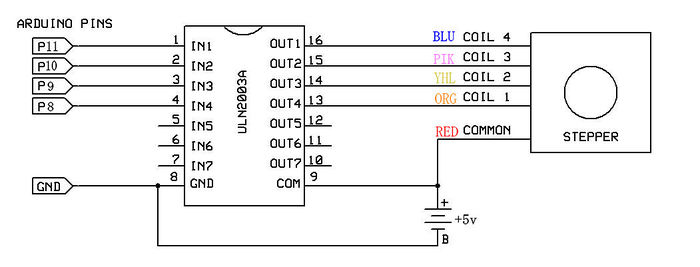 ARDUINO PINS
P11 1 IN1 OUT1 16 BLU COIL 4
P10 2 IN2 OUT2 15 PIK COIL 3
P9 3 IN3 OUT3 14 YHL COIL 2
P8 4 IN4 OUT4 13 ORG COIL 1
5 IN5 OUT5 12
6 IN6 OUT6 11
7 IN7 OUT7 10
GND 8 GND COM 9
ULN2003A
RED COMMON
STEPPER
+
+5v
B